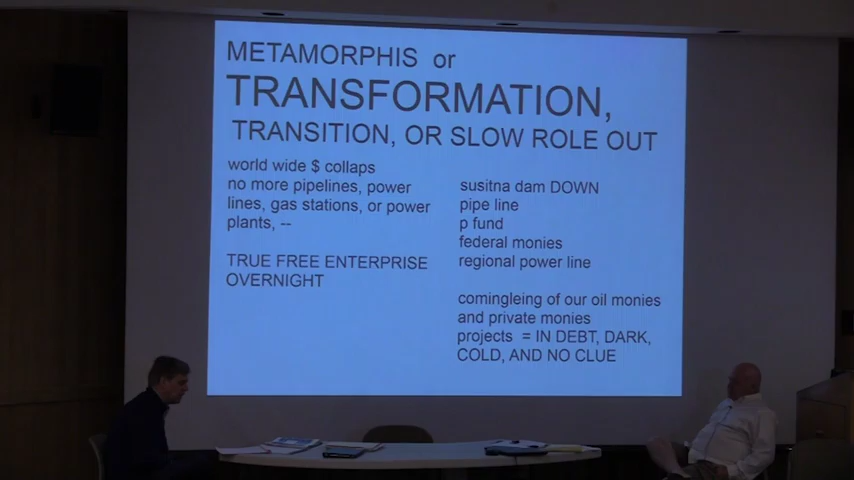 METAMORPHIS or
TRANSFORMATION,
TRANSITION, OR SLOW ROLE OUT
world wide $ collaps
no more pipelines, power
lines, gas stations, or power
plants, --
TRUE FREE ENTERPRISE
OVERNIGHT
susitna dam DOWN
pipe line
p fund
federal monies
regional power line
comingleing of our oil monies
and private monies
projects = IN DEBT, DARK,
COLD, AND NO CLUE